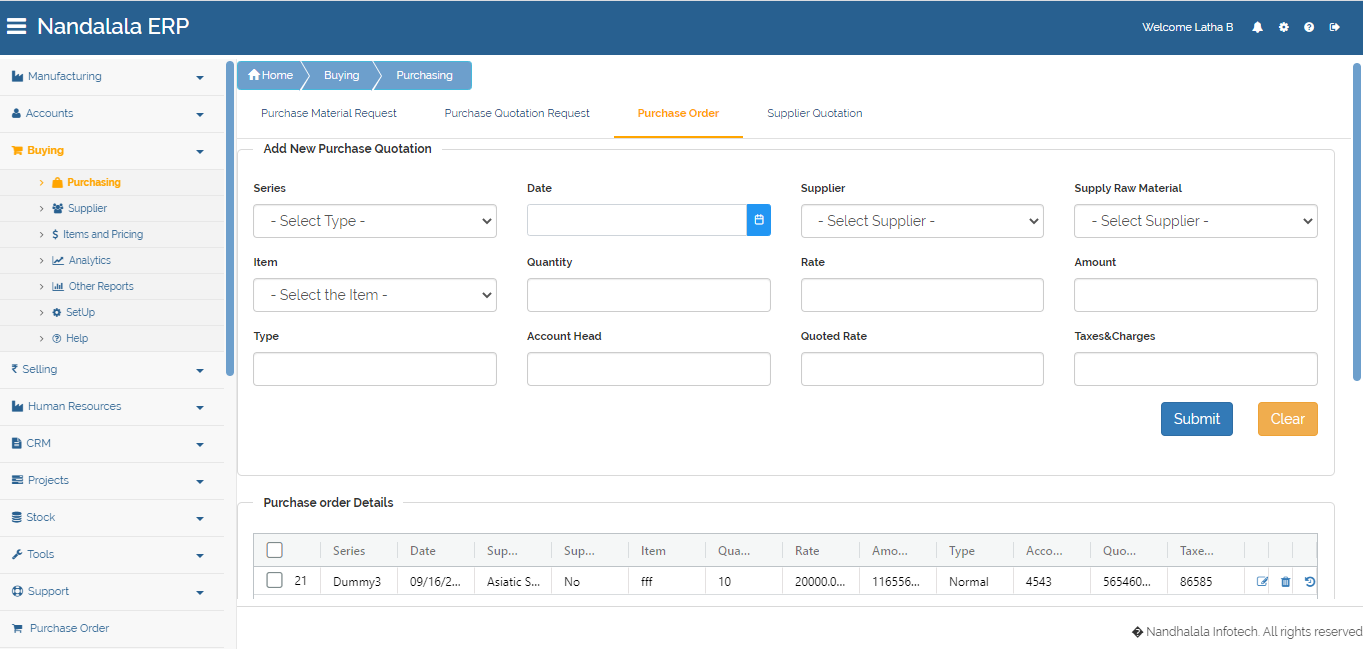 Nandalala ERP
Welcome Latha B
Manufacturing
Accounts
Buying
Purchasing
Supplier
$ Items and Pricing
Analytics
Other Reports
SetUp
Help
₹ Selling
Human Resources
CRM
Projects
Stock
Tools
Support
Purchase Order
Home Buying Purchasing
Purchase Material Request Purchase Quotation Request Purchase Order Supplier Quotation
Add New Purchase Quotation
Series Date Supplier Supply Raw Material
- Select Type - - Select Supplier - - Select Supplier -
Item Quantity Rate Amount
- Select the Item -
Type Account Head Quoted Rate Taxes&Charges
Submit Clear
Purchase order Details
Series Date Sup... Sup... Item Qua... Rate Amo... Type Acco... Quo... Taxe...
21 Dummy3 09/16/2... Asiatic S... No fff 10 20000.0... 116556... Normal 4543 565460... 86585
� Nandhalala Infotech. All rights reserved